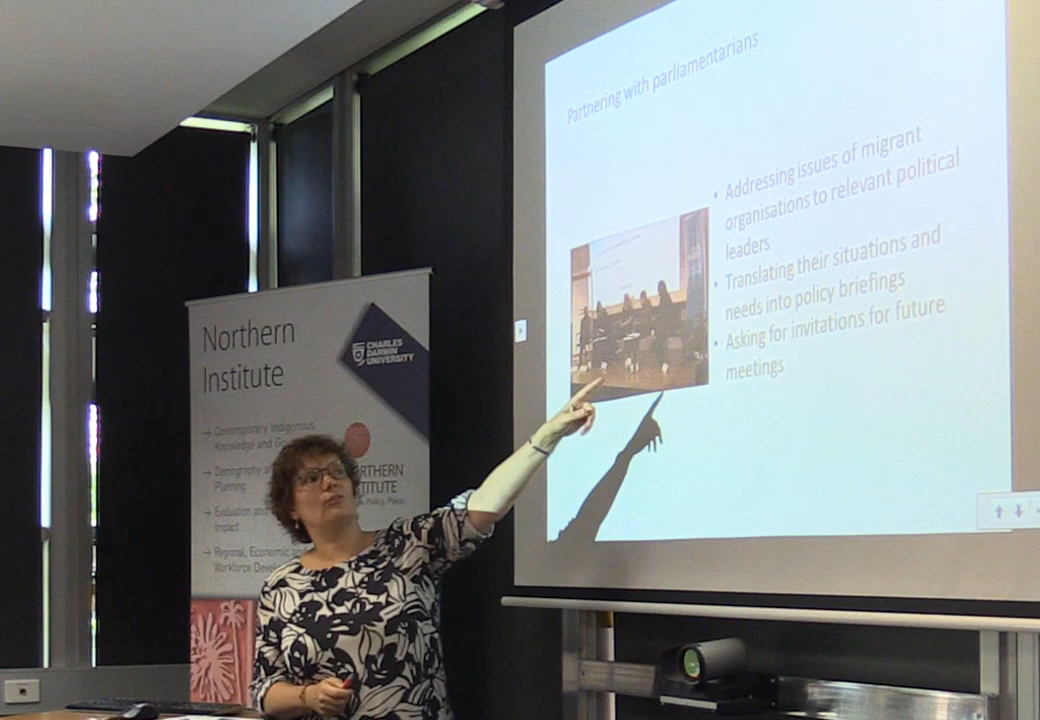 Partnering with parliamentarians
• Addressing issues of migrant
organisations to relevant political
leaders
• Translating their situations and
needs into policy briefings
• Asking for invitations for future
meetings
Northern
Institute
CHARLES
DARWIN
UNIVERSITY
→ Contemporary Indigenous
Knowledge and
→ Demography
Planning
→ Evaluation and
Impact
→ Regional, Economic
Workforce
Policy, Place.